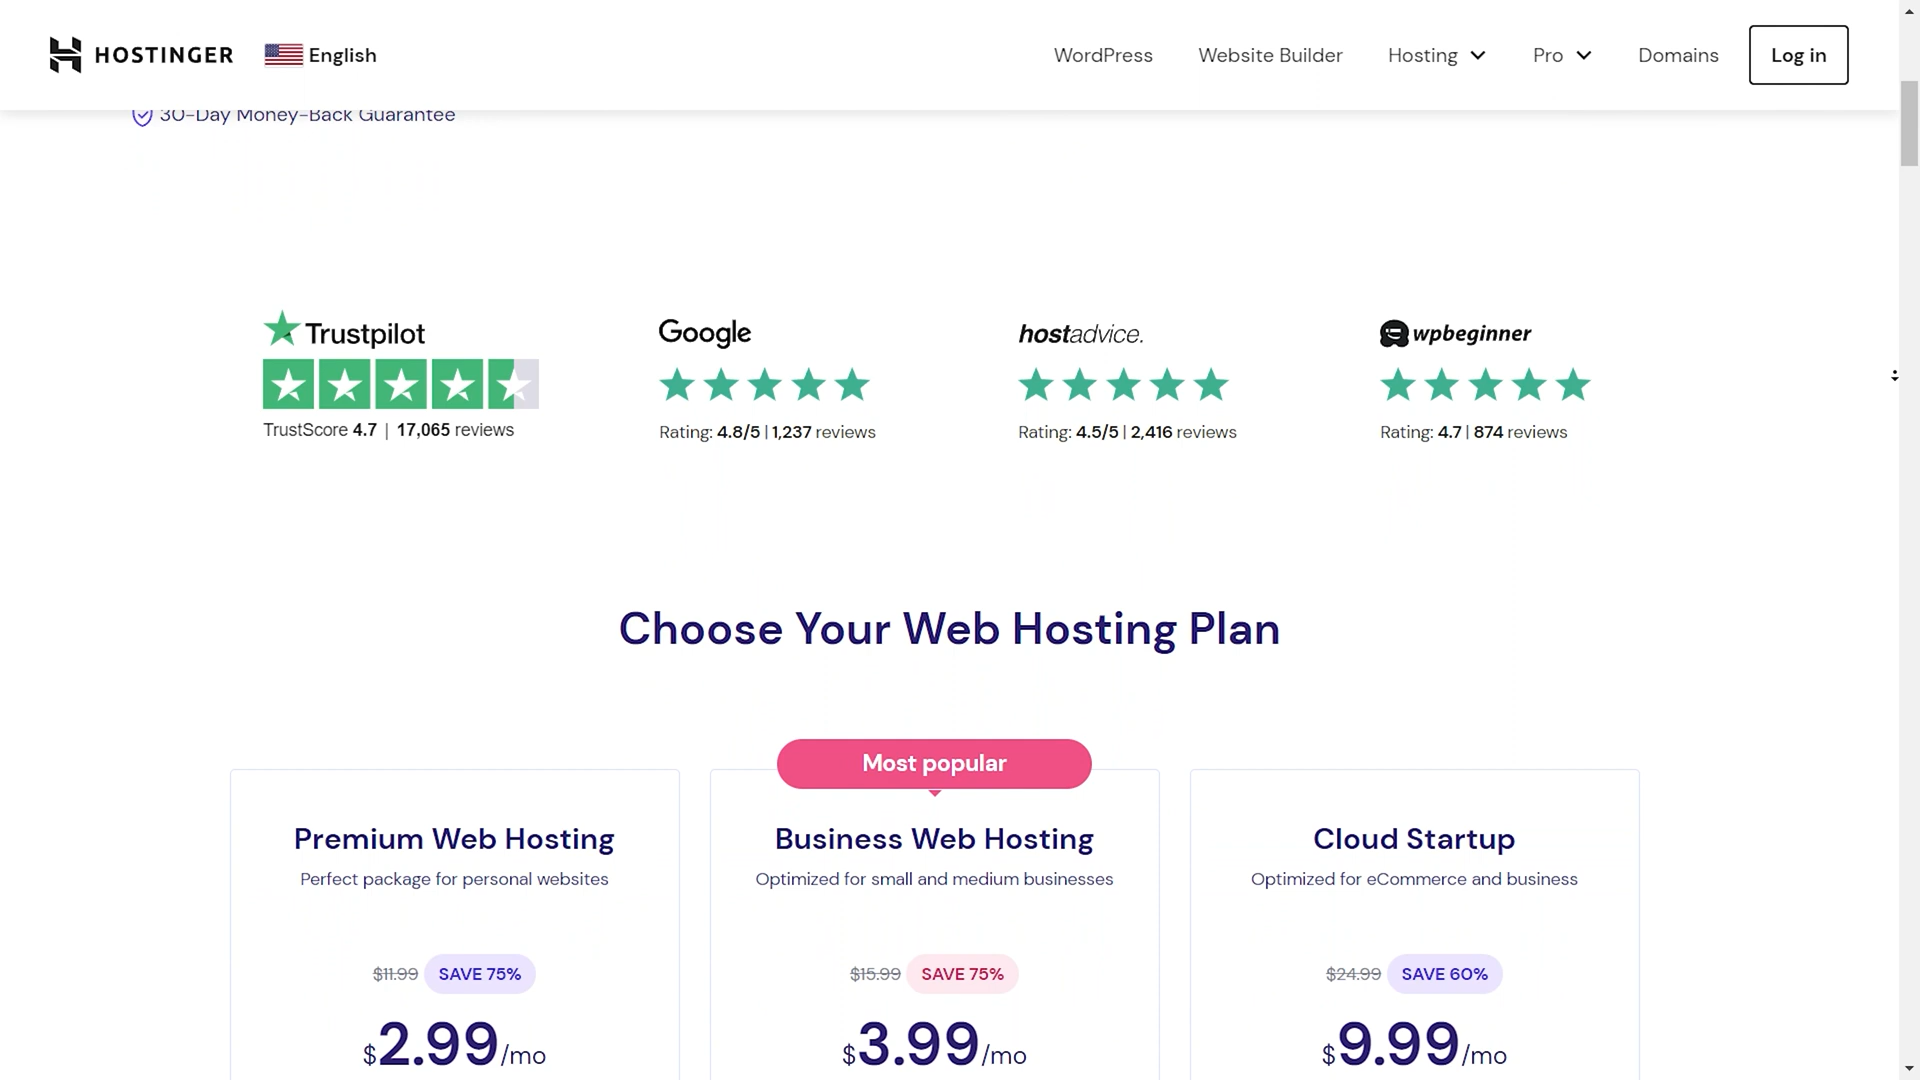 HOSTINGER English WordPress Website Builder Hosting Pro Domains Log in
30-Day Money-Back Guarantee
Trustpilot Google hostadvice. wpbeginner
TrustScore 4.7 | 17,065 reviews Rating: 4.8/5 | 1,237 reviews Rating: 4.5/5 | 2,416 reviews Rating: 4.7 | 874 reviews
Choose Your Web Hosting Plan
Most popular
Premium Web Hosting Business Web Hosting Cloud Startup
Perfect package for personal websites Optimized for small and medium businesses Optimized for eCommerce and business
$11.99 SAVE 75% $15.99 SAVE 75% $24.99 SAVE 60%
$2.99/mo $3.99/mo $9.99/mo